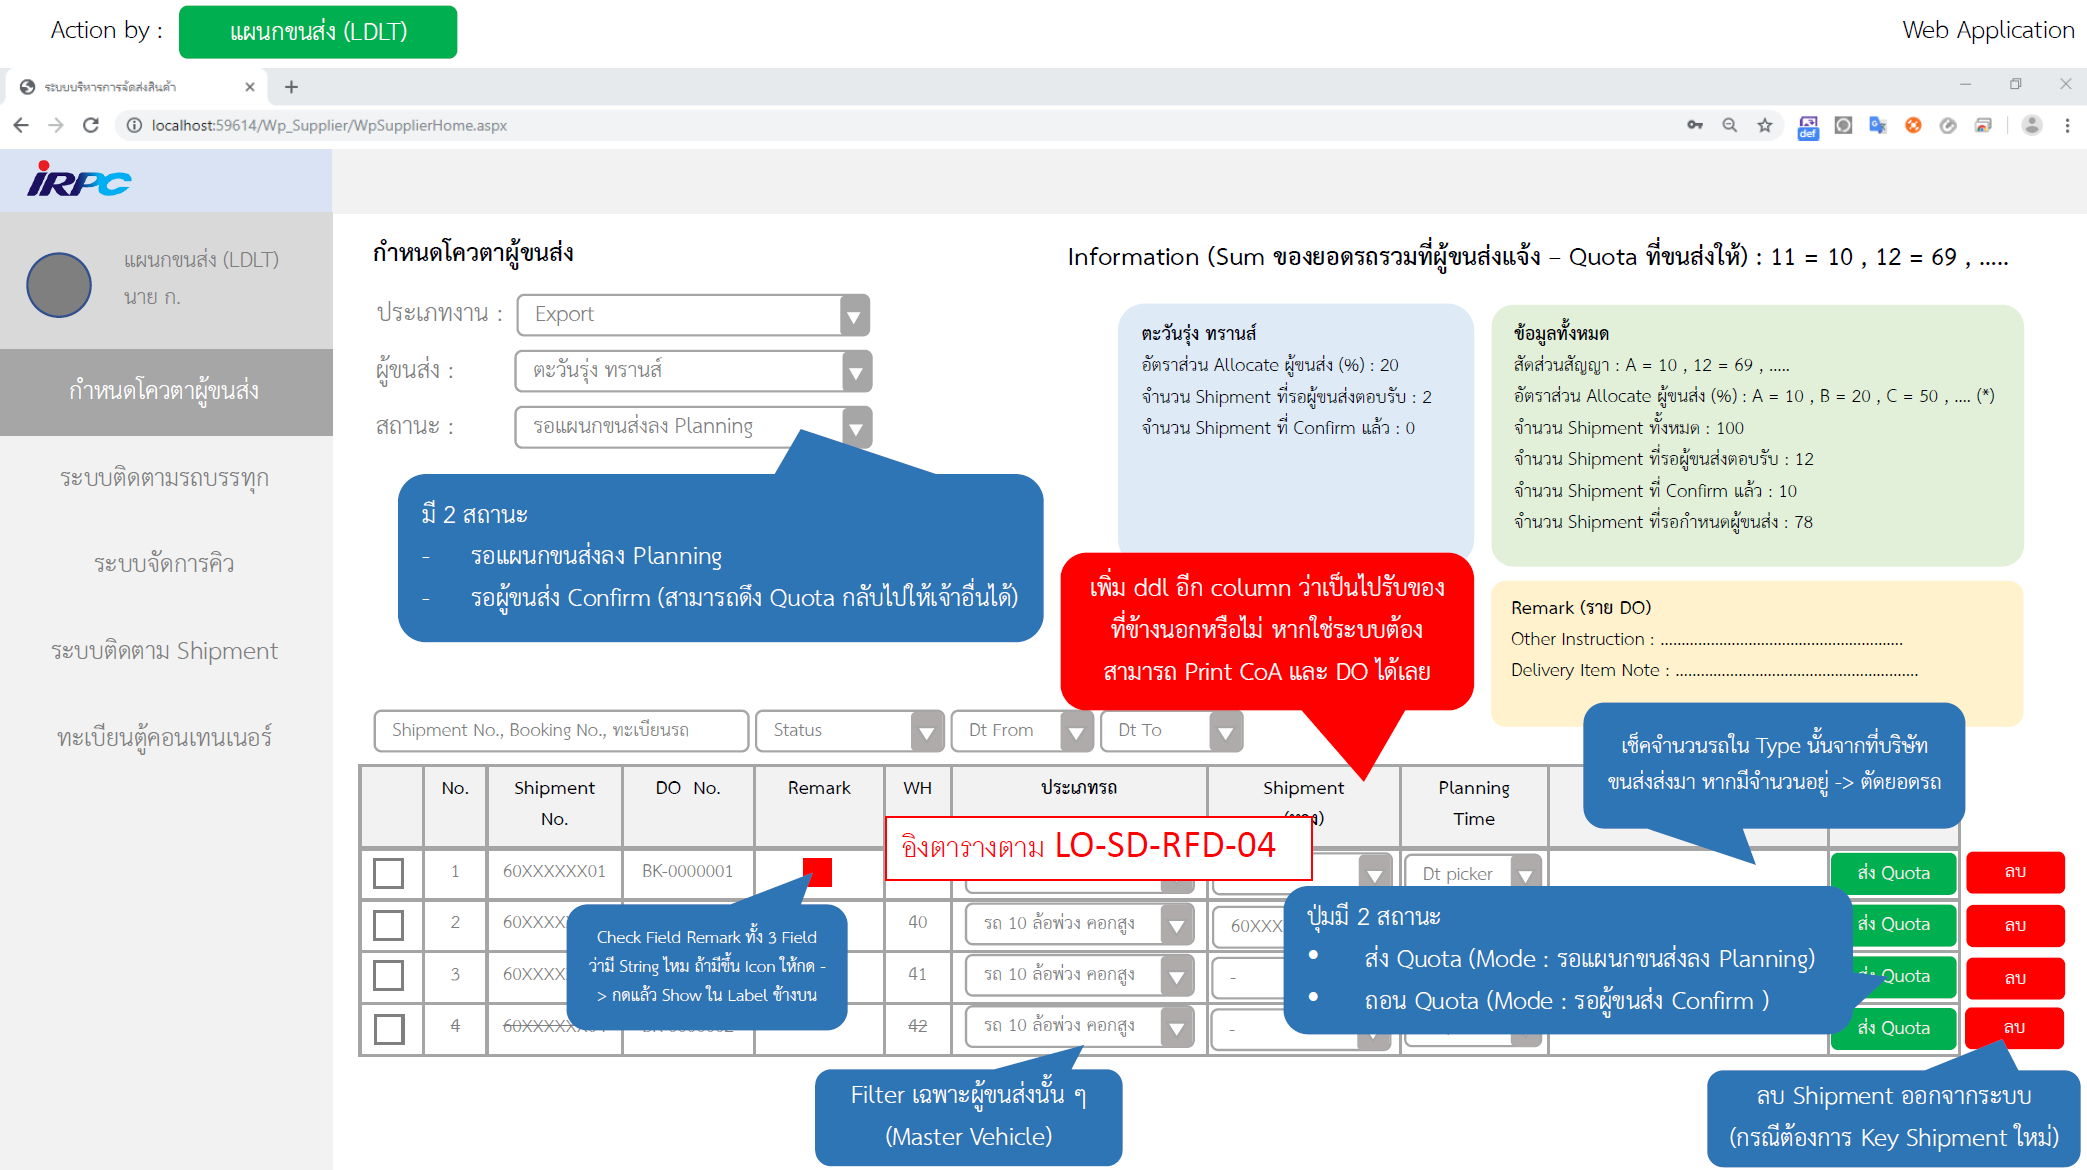 Action by :
แผนกขนส่ง (LDLT)
Web Application
ระบบบริหารการจัดส่งสินค้า
localhost:59614/Wp_Supplier/WpSupplierHome.aspx
def
IRPC
แผนกขนส่ง (LDLT)
นาย ก.
กำหนดโควตาผู้ขนส่ง
ระบบติดตามรถบรรทุก
ระบบจัดการคิว
ระบบติดตาม Shipment
ทะเบียนตู้คอนเทนเนอร์
กำหนดโควตาผู้ขนส่ง
Information (Sum ของยอดรถรวมที่ผู้ขนส่งแจ้ง – Quota ที่ขนส่งให้) : 11 = 10 , 12 = 69 , .....
ประเภทงาน : Export
ผู้ขนส่ง : ตะวันรุ่ง ทรานส์
สถานะ : รอแผนกขนส่งลง Planning
มี 2 สถานะ
- รอแผนกขนส่งลง Planning
- รอผู้ขนส่ง Confirm (สามารถดึง Quota กลับไปให้เจ้าอื่นได้)
ตะวันรุ่ง ทรานส์
อัตราส่วน Allocate ผู้ขนส่ง (%) : 20
จำนวน Shipment ที่รอผู้ขนส่งตอบรับ : 2
จำนวน Shipment ที่ Confirm แล้ว : 0
ข้อมูลทั้งหมด
สัดส่วนสัญญา : A = 10 , 12 = 69 , .....
อัตราส่วน Allocate ผู้ขนส่ง (%) : A = 10 , B = 20 , C = 50 , .... (*)
จำนวน Shipment ทั้งหมด : 100
จำนวน Shipment ที่รอผู้ขนส่งตอบรับ : 12
จำนวน Shipment ที่ Confirm แล้ว : 10
จำนวน Shipment ที่รอกำหนดผู้ขนส่ง : 78
เพิ่ม ddl อีก column ว่าเป็นไปรับของ
ที่ข้างนอกหรือไม่ หากใช่ระบบต้อง
สามารถ Print CoA และ DO ได้เลย
Remark (ราย DO)
Other Instruction : ..........................................................
Delivery Item Note : ..........................................................
เช็คจำนวนรถใน Type นั้นจากที่บริษัท
ขนส่งส่งมา หากมีจำนวนอยู่ -> ตัดยอดรถ
Shipment No., Booking No., ทะเบียนรถ Status Dt From Dt To
No. Shipment No. DO No. Remark WH ประเภทรถ Shipment Planning Time
อิงตารางตาม LO-SD-RFD-04
1 60XXXXXX01 BK-0000001 Dt picker ส่ง Quota ลบ
2 60XXX 40 รถ 10 ล้อพ่วง คอกสูง 60XXX ส่ง Quota ลบ
3 60XXX 41 รถ 10 ล้อพ่วง คอกสูง - Quota ลบ
4 60XXXX 42 รถ 10 ล้อพ่วง คอกสูง - ส่ง Quota ลบ
Check Field Remark ทั้ง 3 Field
ว่ามี String ไหม ถ้ามีขึ้น Icon ให้กด -
> กดแล้ว Show ใน Label ข้างบน
ปุ่มมี 2 สถานะ
• ส่ง Quota (Mode : รอแผนกขนส่งลง Planning)
• ถอน Quota (Mode : รอผู้ขนส่ง Confirm )
Filter เฉพาะผู้ขนส่งนั้น ๆ
(Master Vehicle)
ลบ Shipment ออกจากระบบ
(กรณีต้องการ Key Shipment ใหม่)